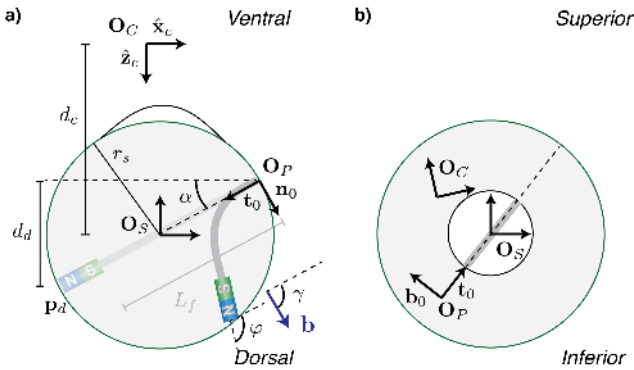 a)
Ventral
O_C
x̂_c
ẑ_c
d_c
r_s
O_P
α
t_0
n_0
O_S
d_d
N S
L_f
p_d
S N
γ
b
φ
Dorsal
b)
Superior
O_C
O_S
b_0
t_0
O_P
Inferior